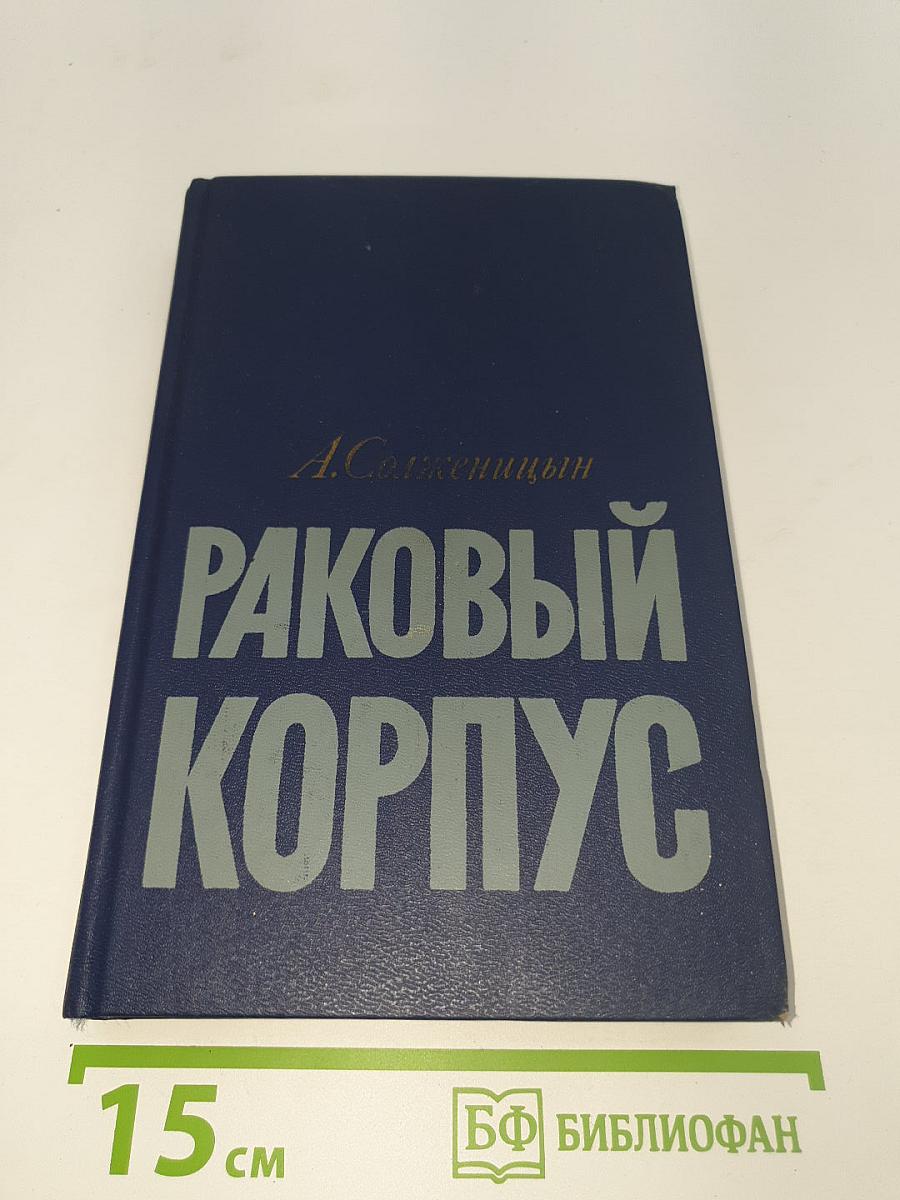 А. Солженицын
РАКОВЫЙ
КОРПУС
15 см
БФ БИБЛИОФАН